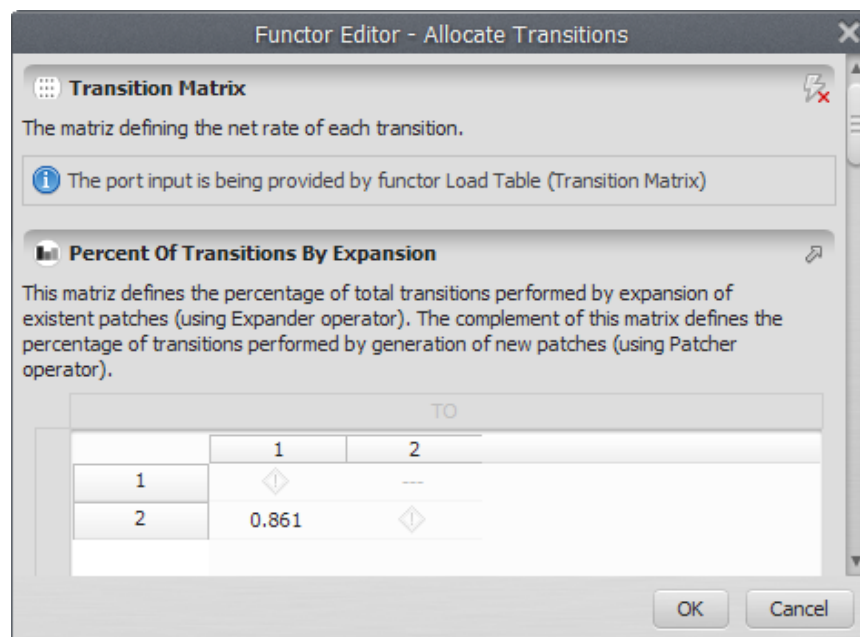 Functor Editor - Allocate Transitions
Transition Matrix
The matriz defining the net rate of each transition.
The port input is being provided by functor Load Table (Transition Matrix)
Percent Of Transitions By Expansion
This matriz defines the percentage of total transitions performed by expansion of
existent patches (using Expander operator). The complement of this matrix defines the
percentage of transitions performed by generation of new patches (using Patcher
operator).
TO
1 2
1 ---
2 0.861
OK Cancel